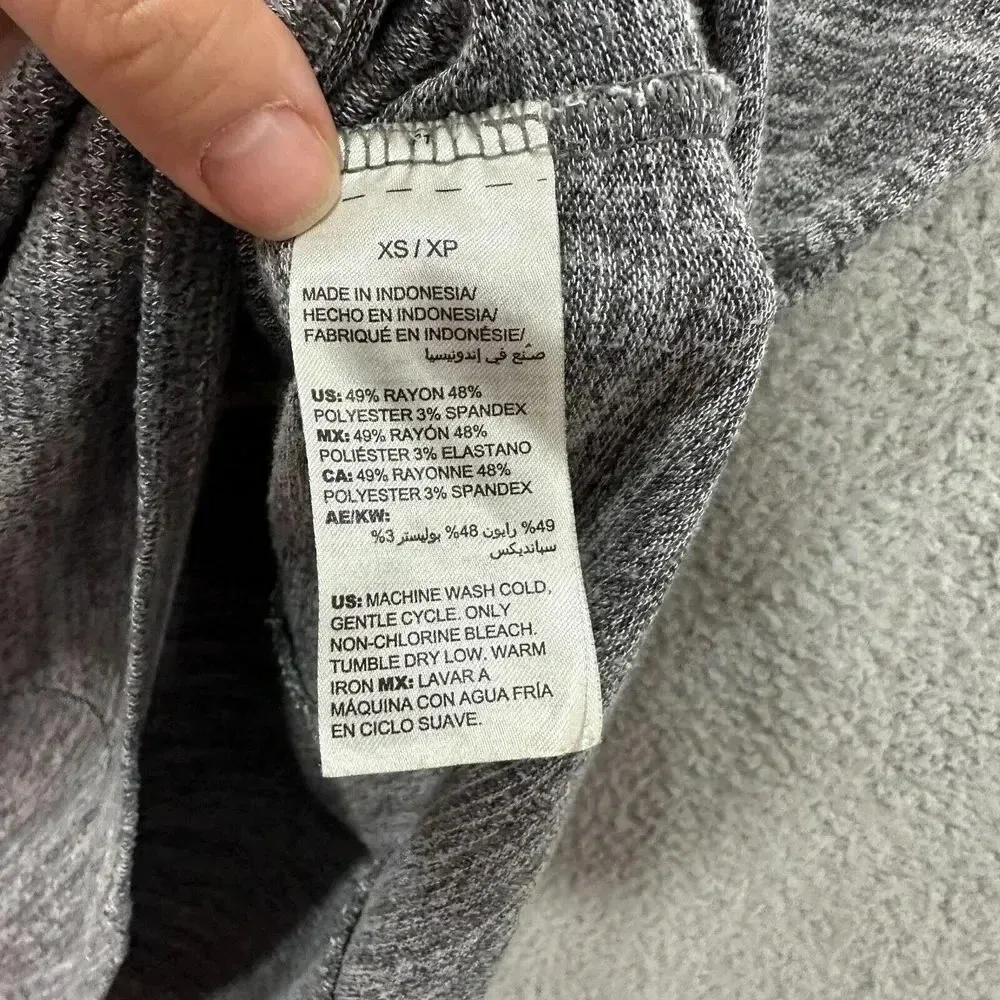 XS / XP
MADE IN INDONESIA/
HECHO EN INDONESIA/
FABRIQUÉ EN INDONÉSIE/
صنع في إندونيسيا
US: 49% RAYON 48%
POLYESTER 3% SPANDEX
MX: 49% RAYÓN 48%
POLIÉSTER 3% ELASTANO
CA: 49% RAYONNE 48%
POLYESTER 3% SPANDEX
AE/KW:
49% رايون 48% بوليستر 3%
سباندیكس
US: MACHINE WASH COLD,
GENTLE CYCLE. ONLY
NON-CHLORINE BLEACH.
TUMBLE DRY LOW. WARM
IRON MX: LAVAR A
MÁQUINA CON AGUA FRÍA
EN CICLO SUAVE.